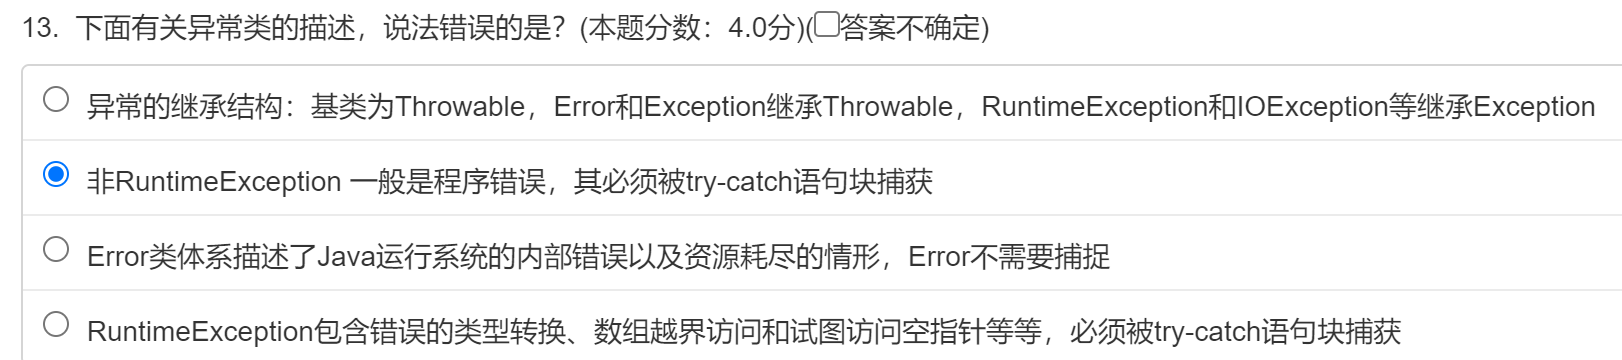 13. 下面有关异常类的描述，说法错误的是？(本题分数：4.0分)(答案不确定)
异常的继承结构：基类为Throwable，Error和Exception继承Throwable，RuntimeException和IOException等继承Exception
非RuntimeException 一般是程序错误，其必须被try-catch语句块捕获
Error类体系描述了Java运行系统的内部错误以及资源耗尽的情形，Error不需要捕捉
RuntimeException包含错误的类型转换、数组越界访问和试图访问空指针等等，必须被try-catch语句块捕获